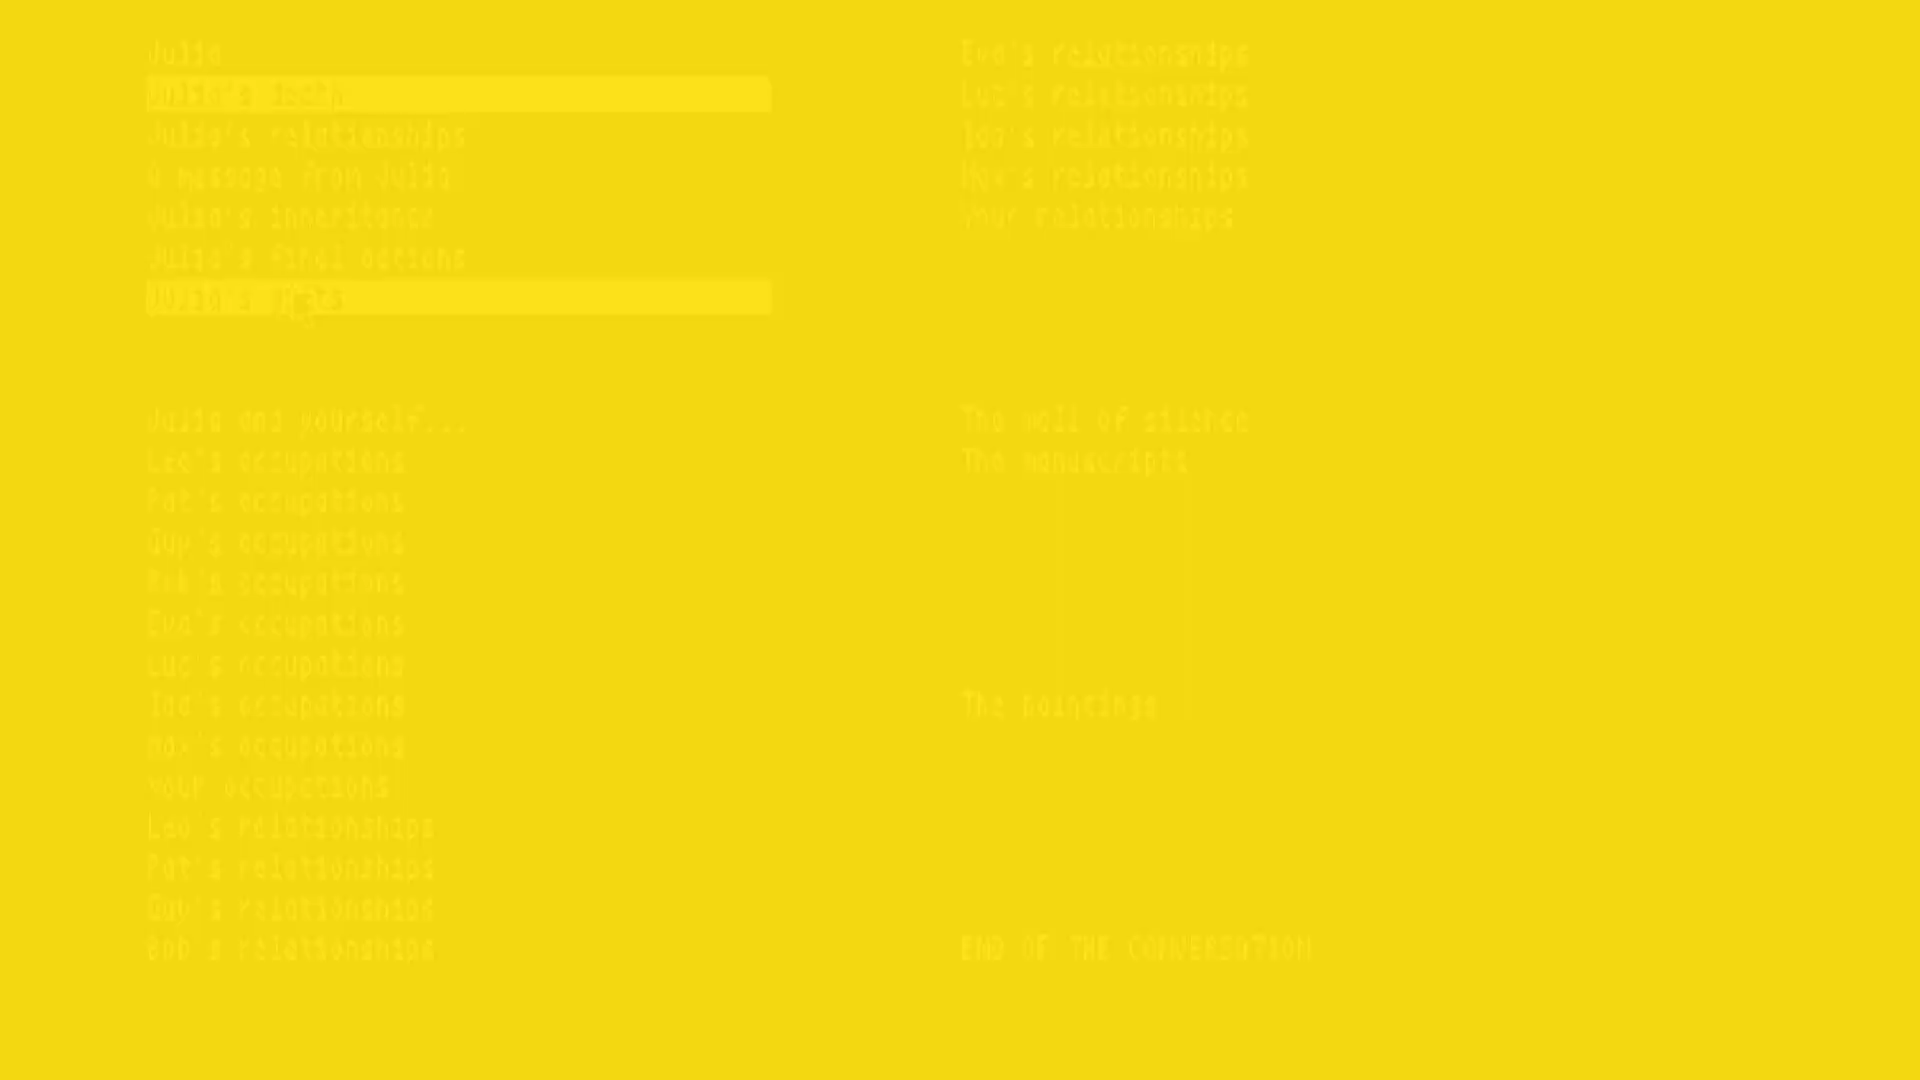 Julia
Julia's death
Julia's relationships
A message from Julia
Julia's inheritance
Julia's final actions
Julia's
Julia and yourself...
Leo's occupations
Pat's occupations
Guy's occupations
Bob's occupations
Eva's occupations
Luc's occupations
occupations
Max's occupations
Your occupations
Leo's relationships
Pat's relationships
Guy's relationships
Bob's relationships
Eva's relationships
Luc's relationships
relationships
Max's relationships
Your relationships
The wall of silence
The manuscripts
The paintings
END OF THE CONVERSATION